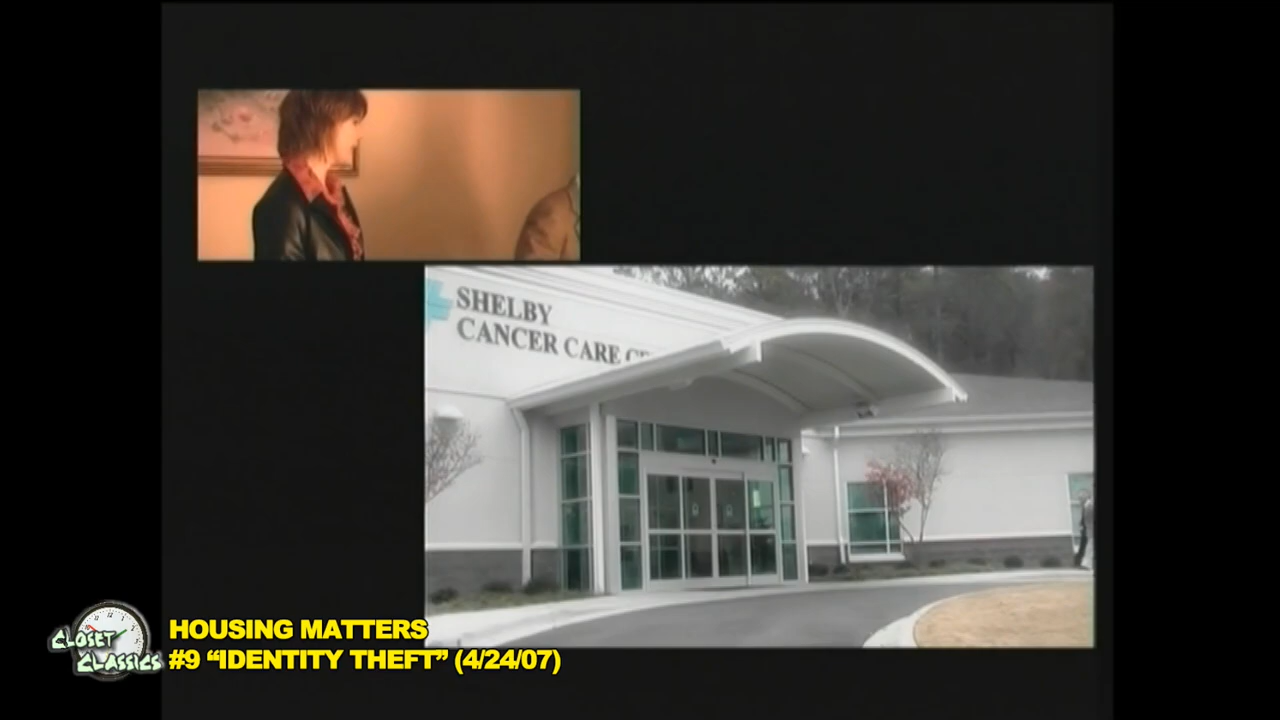 SHELBY
CANCER CARE
CLOSET
CLASSICS
HOUSING MATTERS
#9 “IDENTITY THEFT” (4/24/07)